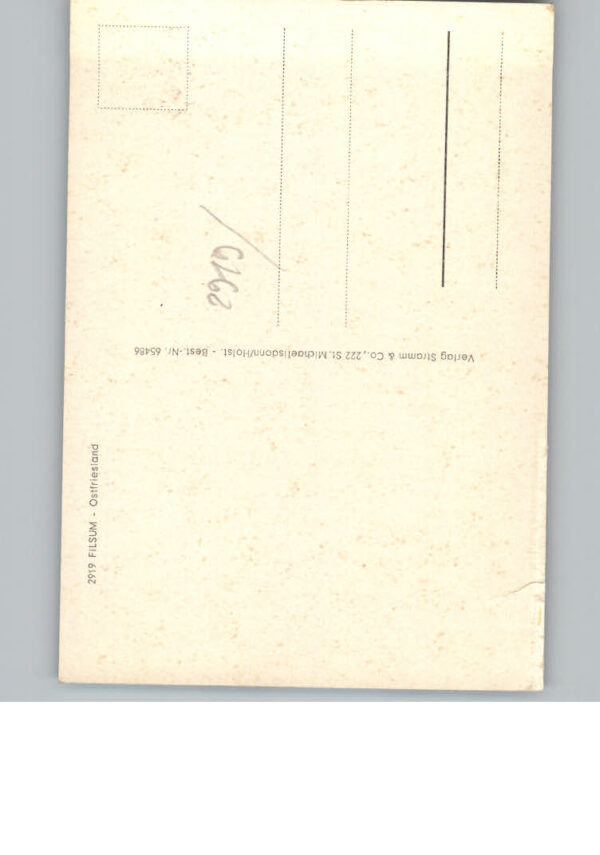 2919 FILSUM - Ostfriesland
Verlag Stramm & Co., 222 St. Michaelisdonn/Holst. - Best.-Nr. 65486